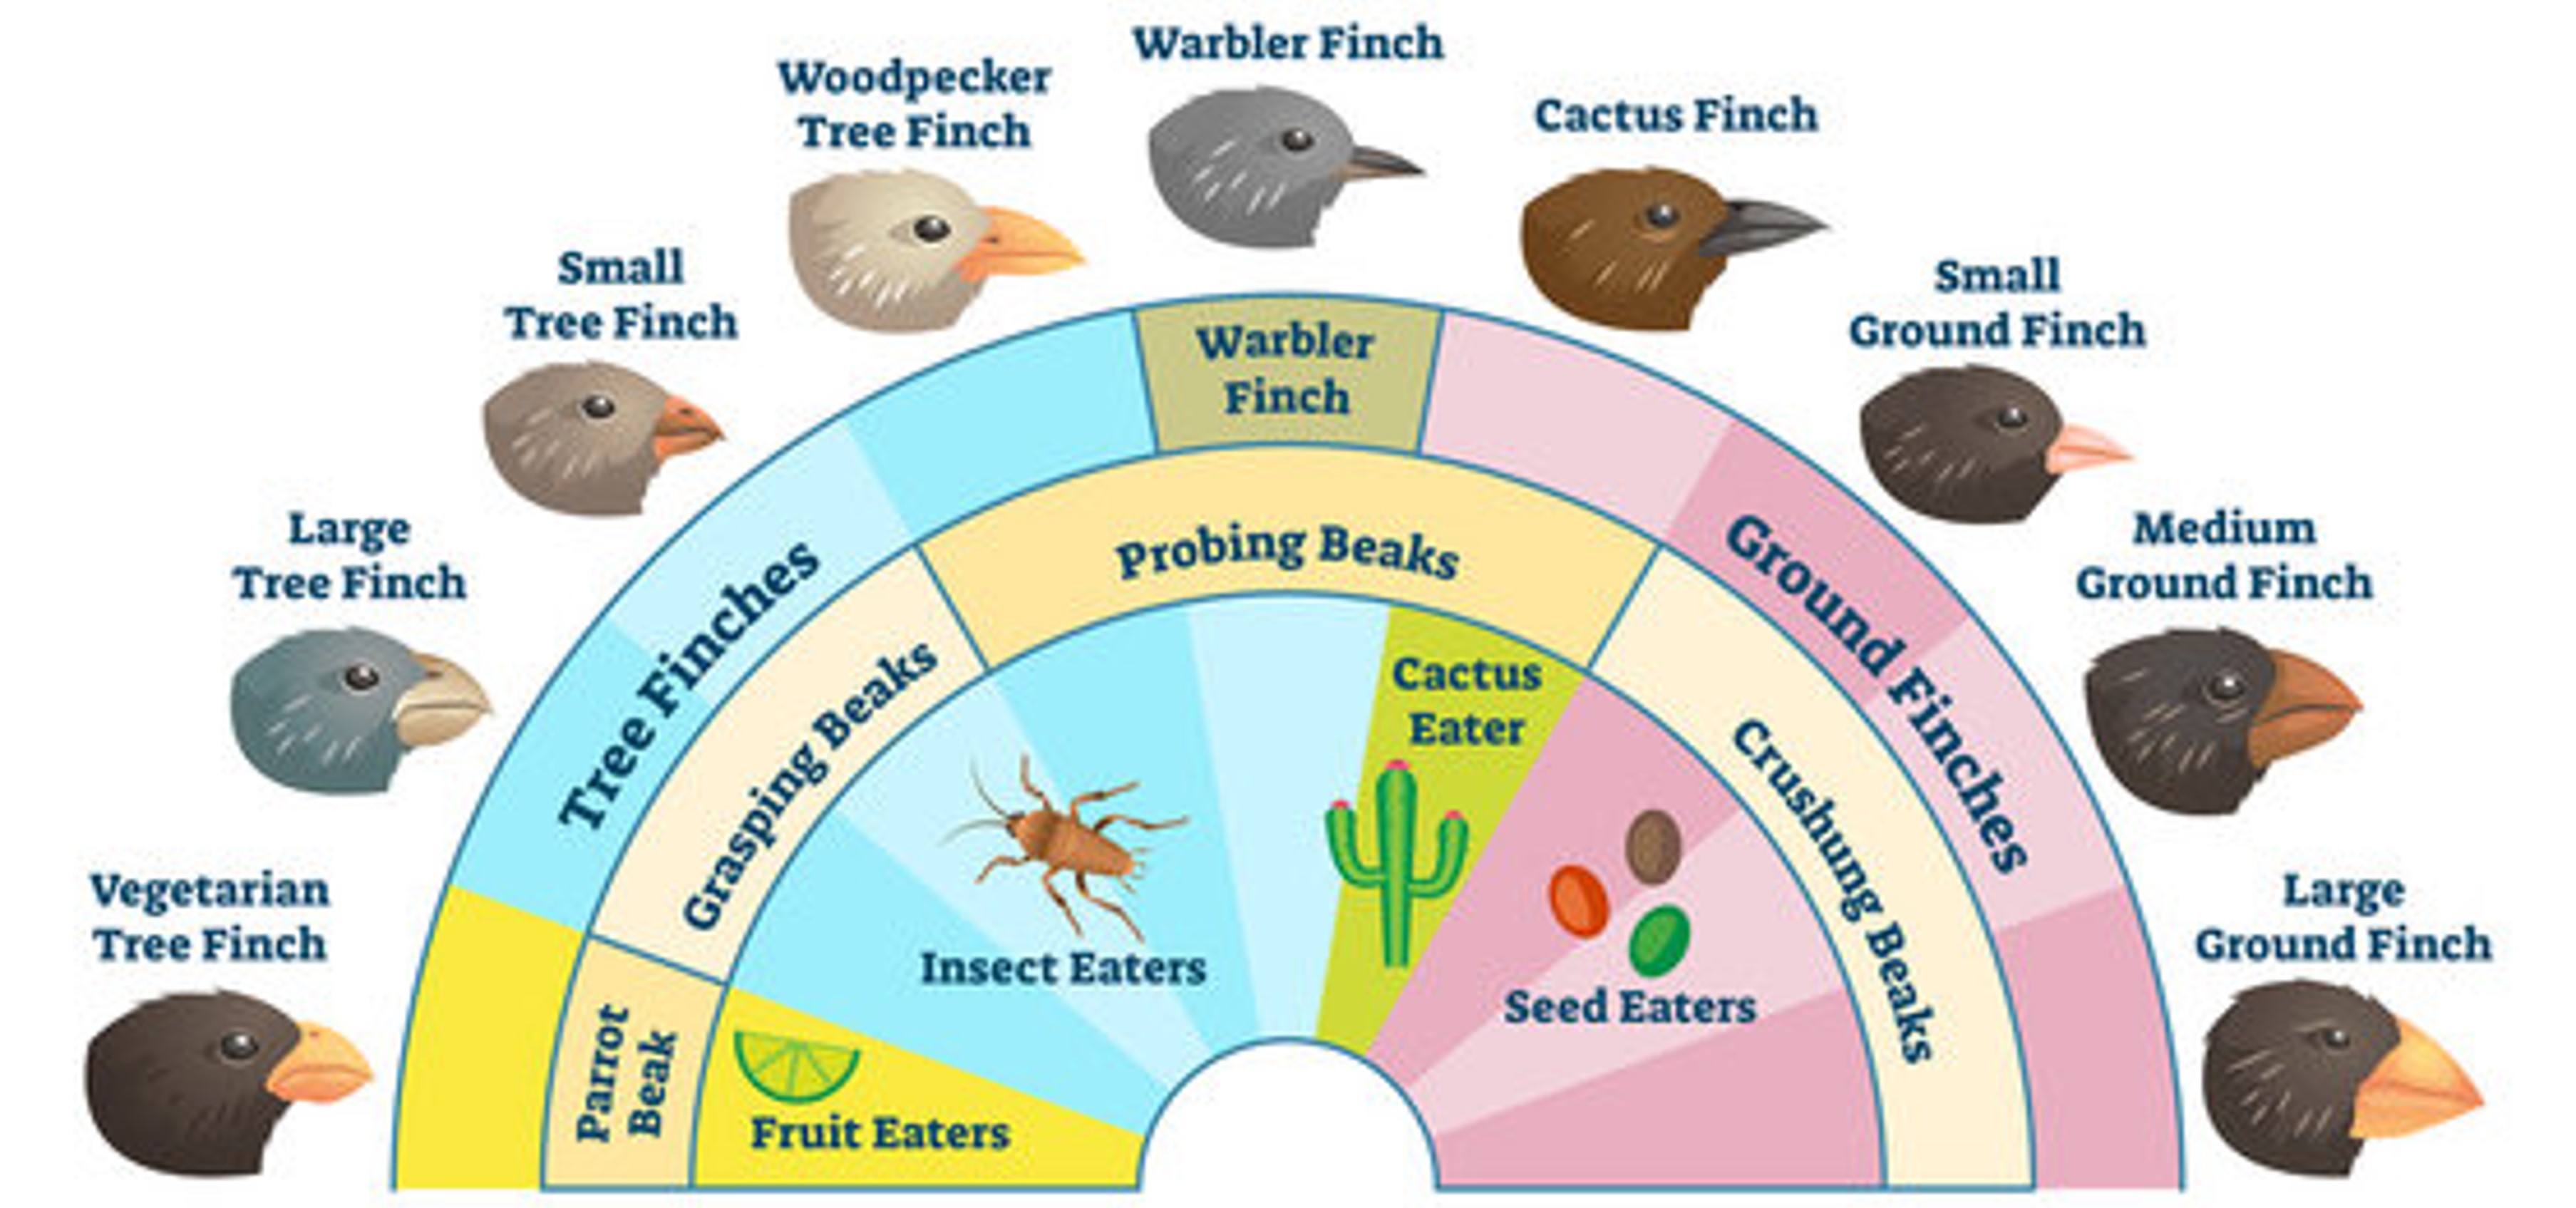 Warbler Finch
Woodpecker
Tree Finch
Cactus Finch
Small
Tree Finch
Small
Ground Finch
Large
Tree Finch
Medium
Ground Finch
Vegetarian
Tree Finch
Large
Ground Finch
Warbler
Finch
Tree Finches
Ground Finches
Probing Beaks
Grasping Beaks
Crushung Beaks
Parrot
Beak
Cactus
Eater
Insect Eaters
Seed Eaters
Fruit Eaters